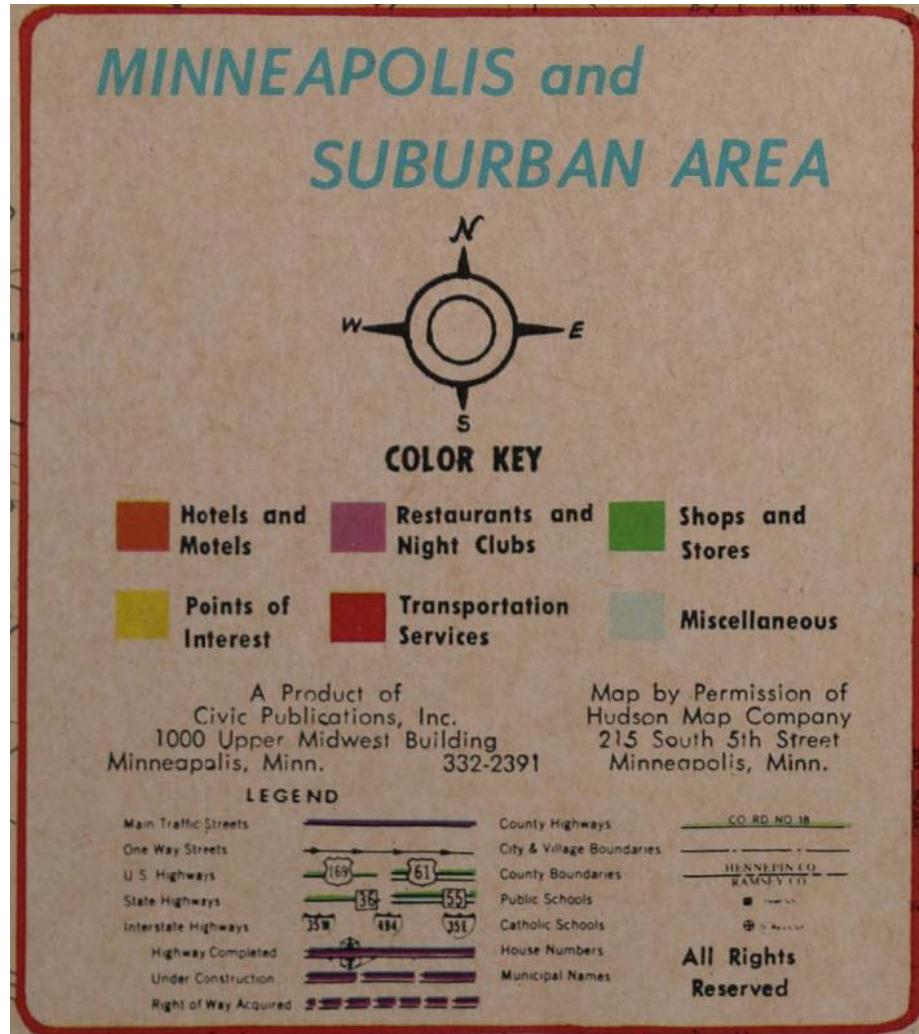 MINNEAPOLIS and
SUBURBAN AREA
N
W
E
S
COLOR KEY
Hotels and
Motels
Restaurants and
Night Clubs
Shops and
Stores
Points of
Interest
Transportation
Services
Miscellaneous
A Product of
Civic Publications, Inc.
1000 Upper Midwest Building
Minneapolis, Minn. 332-2391
Map by Permission of
Hudson Map Company
215 South 5th Street
Minneapolis, Minn.
LEGEND
Main Traffic Streets
One Way Streets
U.S. Highways 169 61
State Highways 36 55
Interstate Highways 35W 494 35E
Highway Completed
Under Construction
Right of Way Acquired
County Highways CO RD NO 18
City & Village Boundaries
County Boundaries HENNEPIN CO
RAMSEY CO
Public Schools
Catholic Schools
House Numbers
Municipal Names
All Rights
Reserved